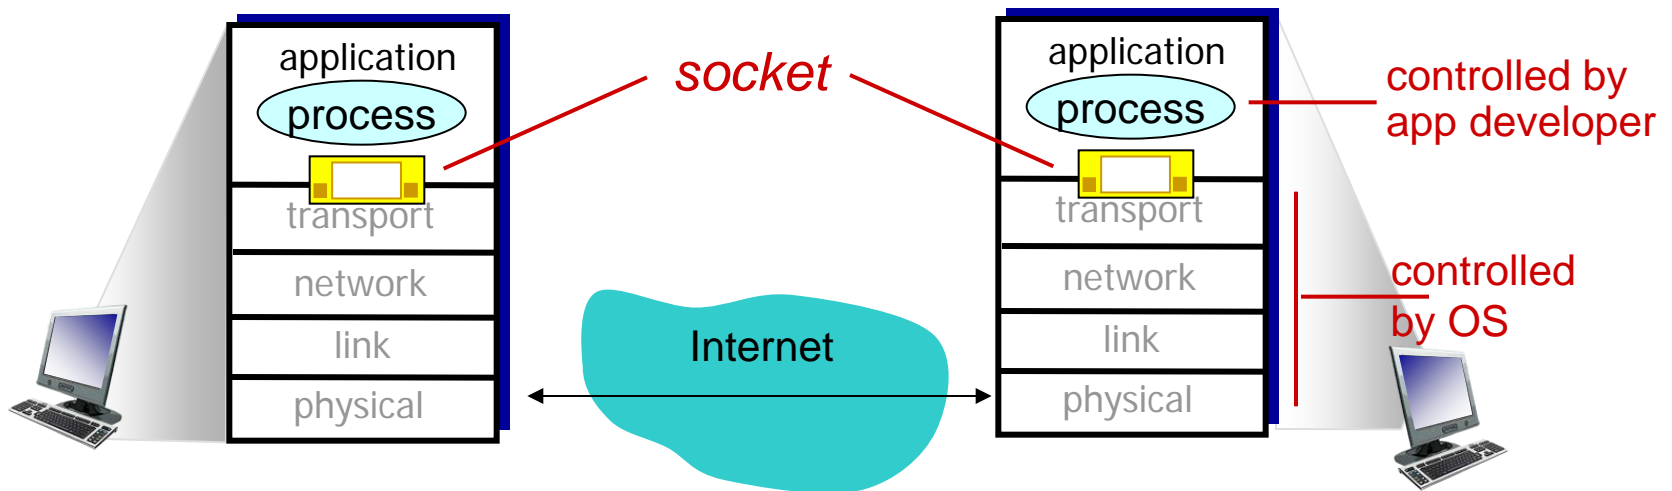 application
process
transport
network
link
physical
socket
Internet
application
process
transport
network
link
physical
controlled by
app developer
controlled
by OS